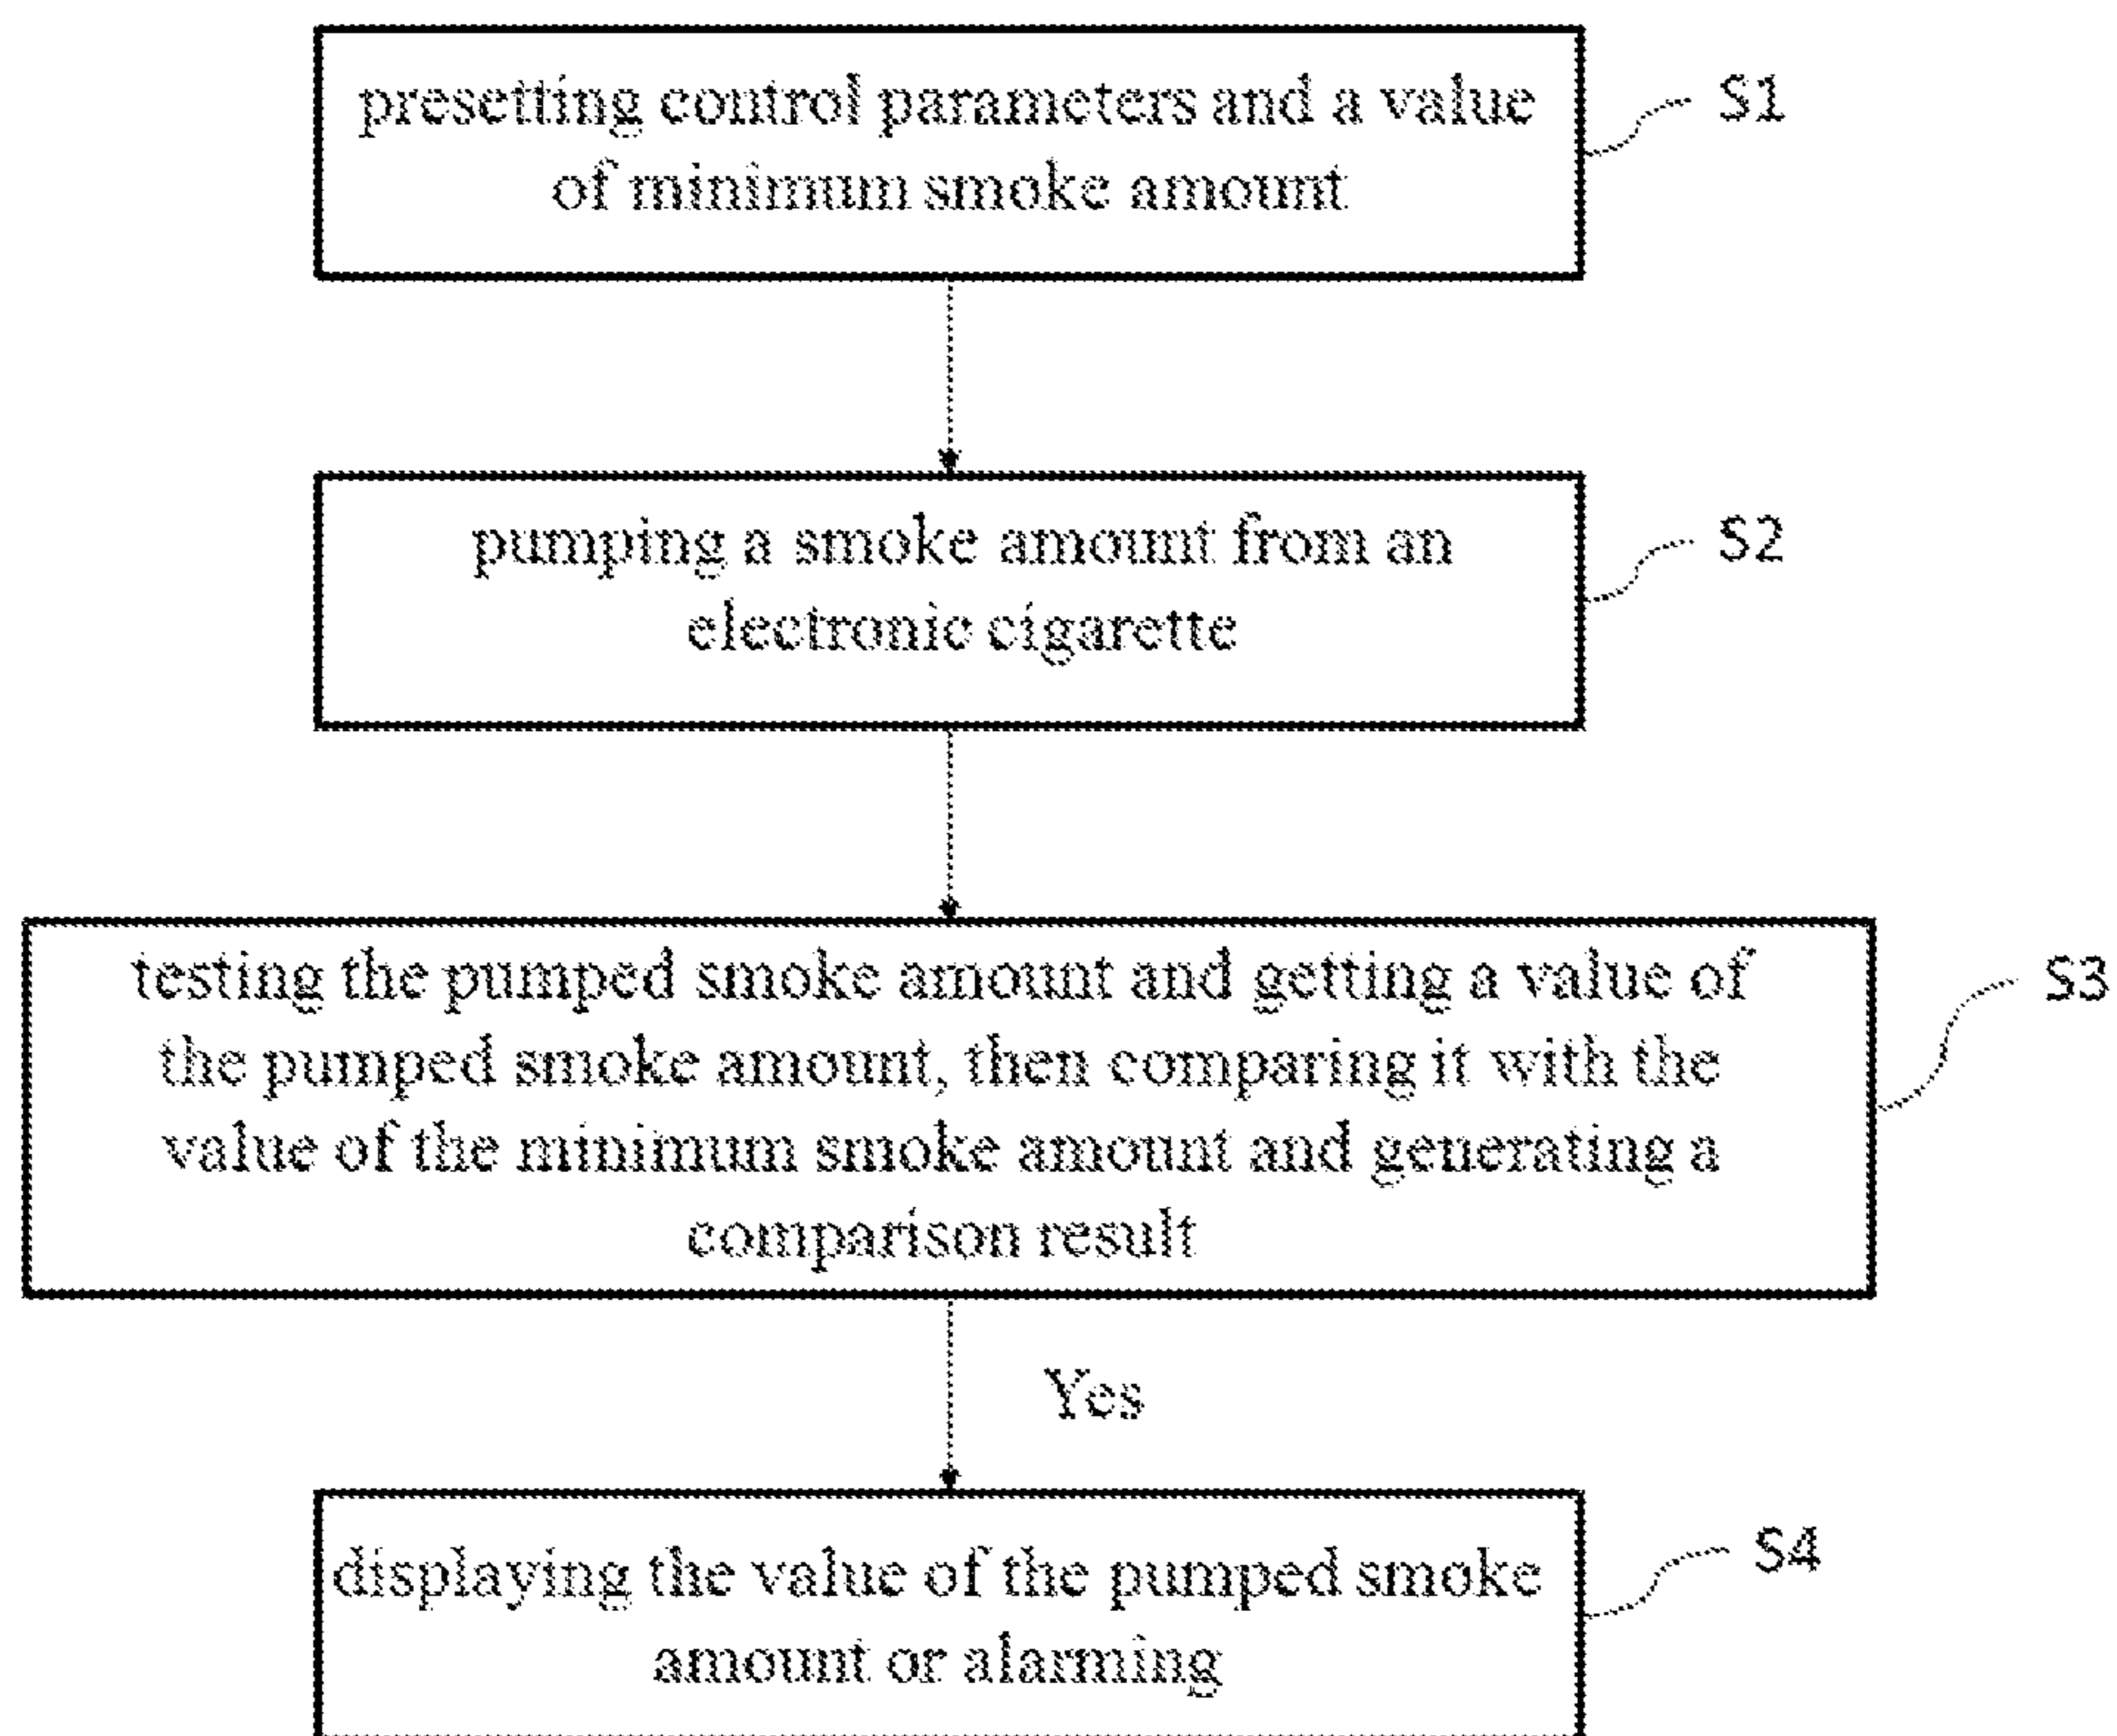 presetting control parameters and a value
of minimum smoke amount
S1
pumping a smoke amount from an
electronic cigarette
S2
testing the pumped smoke amount and getting a value of
the pumped smoke amount, then comparing it with the
value of the minimum smoke amount and generating a
comparison result
S3
Yes
displaying the value of the pumped smoke
amount or alarming
S4